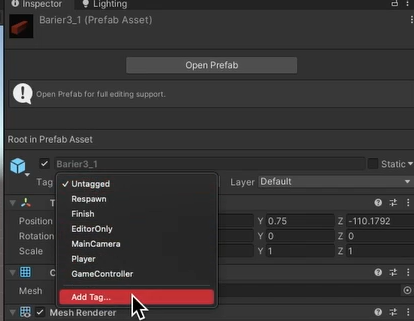 Inspector Lighting
Barier3_1 (Prefab Asset)
Open Prefab
Open Prefab for full editing support.
Root in Prefab Asset
Barier3_1 Static
Tag Layer Default
Untagged
Respawn
Finish
EditorOnly
MainCamera
Player
GameController
Add Tag...
T
Position Y 0.75 Z -110.1792
Rotation Y 0 Z 0
Scale Y 1 Z 1
C
Mesh
Mesh Renderer